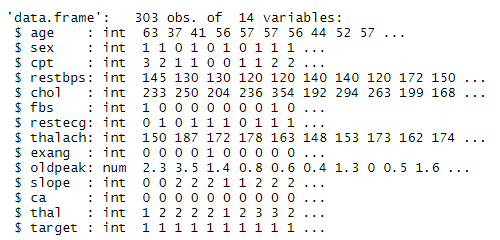 'data.frame':   303 obs. of  14 variables:
 $ age     : int  63 37 41 56 57 57 56 44 52 57 ...
 $ sex     : int  1 1 0 1 0 1 0 1 1 1 ...
 $ cpt     : int  3 2 1 1 0 0 1 1 2 2 ...
 $ restbps : int  145 130 130 120 120 140 140 120 172 150 ...
 $ chol    : int  233 250 204 236 354 192 294 263 199 168 ...
 $ fbs     : int  1 0 0 0 0 0 0 0 1 0 ...
 $ restecg : int  0 1 0 1 1 1 0 1 1 1 ...
 $ thalach : int  150 187 172 178 163 148 153 173 162 174 ...
 $ exang   : int  0 0 0 0 1 0 0 0 0 0 ...
 $ oldpeak : num  2.3 3.5 1.4 0.8 0.6 0.4 1.3 0 0.5 1.6 ...
 $ slope   : int  0 0 2 2 2 1 1 2 2 2 ...
 $ ca      : int  0 0 0 0 0 0 0 0 0 0 ...
 $ thal    : int  1 2 2 2 2 1 2 3 3 2 ...
 $ target  : int  1 1 1 1 1 1 1 1 1 1 ...